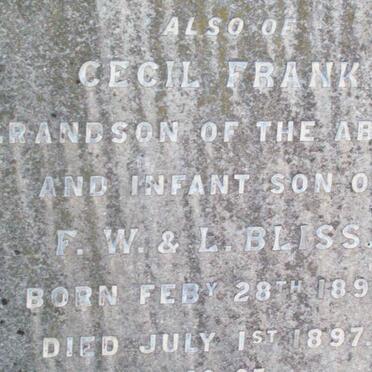 ALSO OF
CECIL FRANK
GRANDSON OF THE AB
AND INFANT SON O
F. W. & L. BLISS.
BORN FEBY 28TH 189
DIED JULY 1ST 1897.